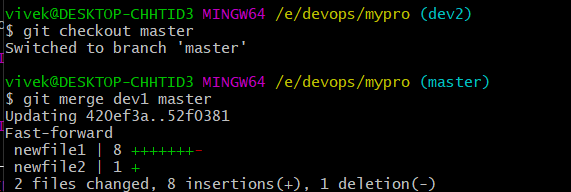 vivek@DESKTOP-CHHTID3 MINGW64 /e/devops/mypro (dev2)
$ git checkout master
Switched to branch 'master'
vivek@DESKTOP-CHHTID3 MINGW64 /e/devops/mypro (master)
$ git merge dev1 master
Updating 420ef3a..52f0381
Fast-forward
newfile1 | 8 +++++++-
newfile2 | 1 +
2 files changed, 8 insertions(+), 1 deletion(-)